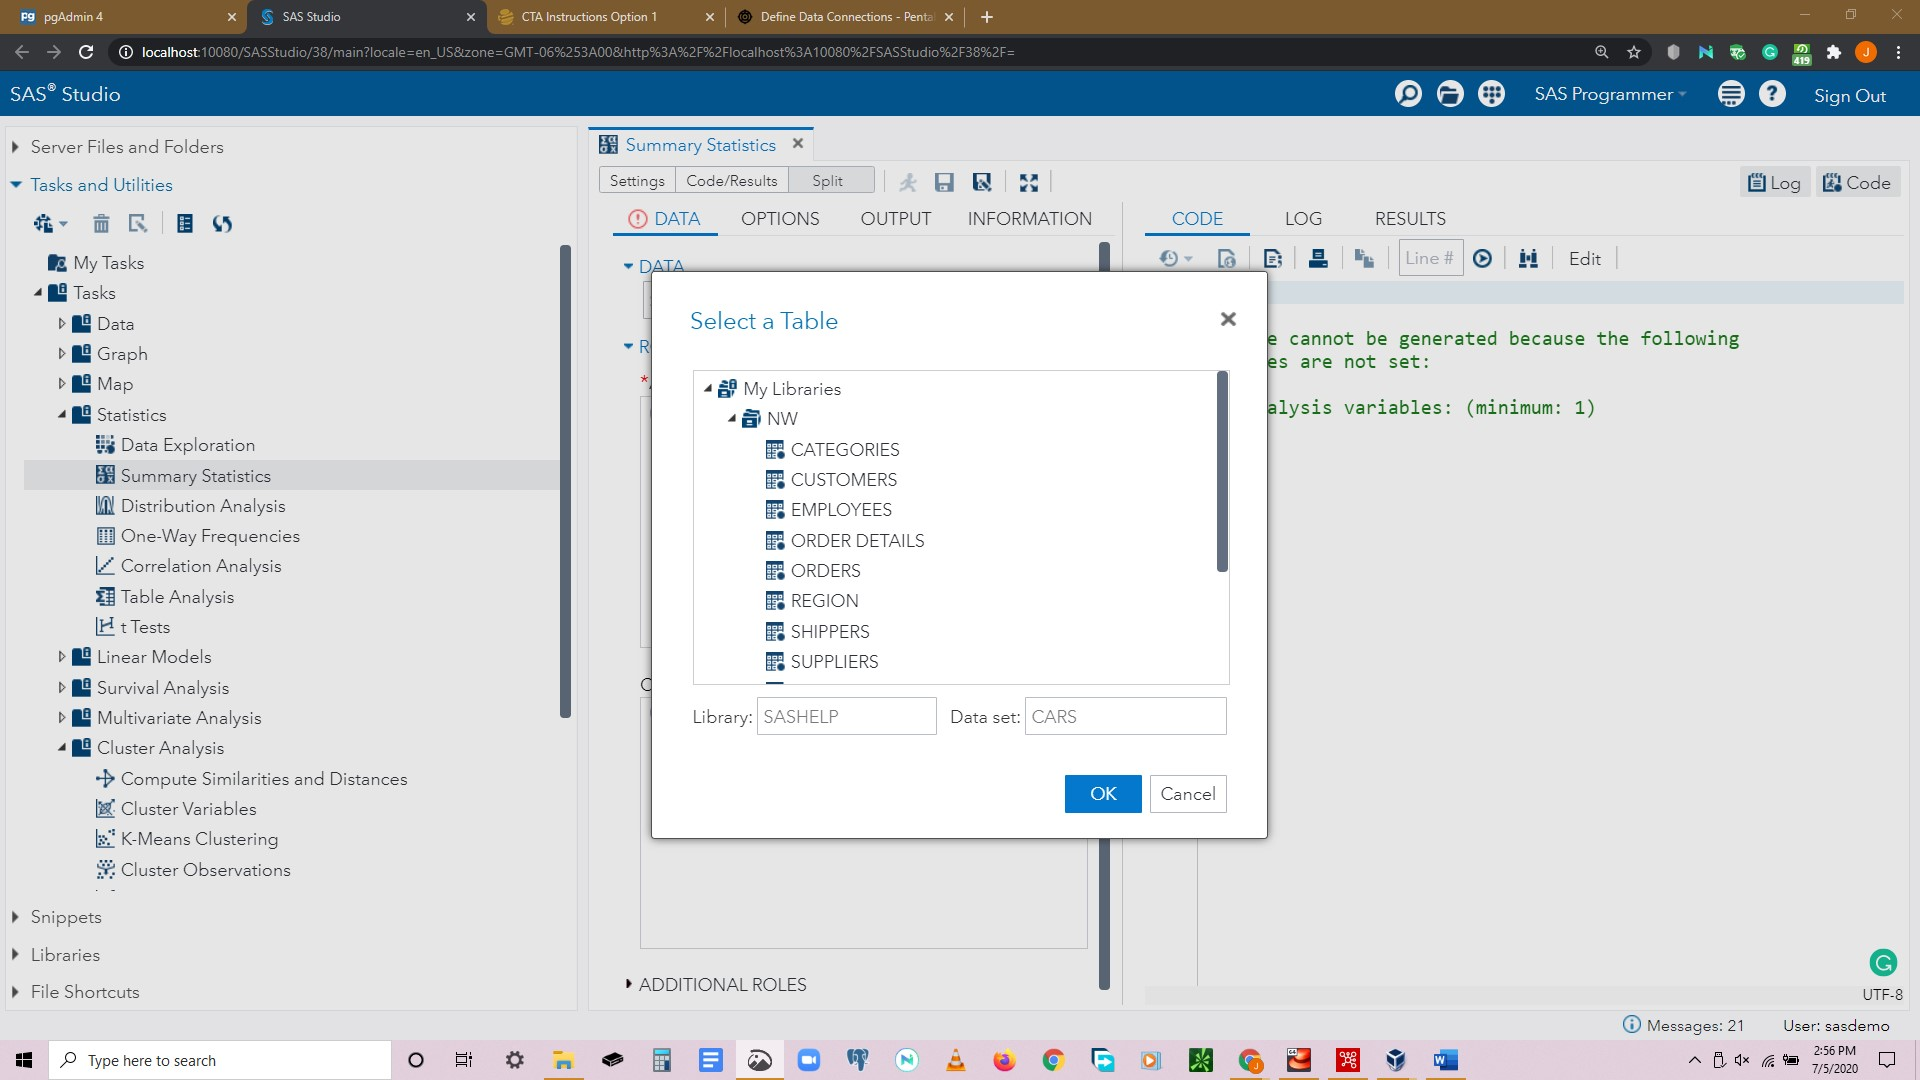 pgAdmin 4
SAS Studio
CTA Instructions Option 1
Define Data Connections - Penta
localhost:10080/SASStudio/38/main?locale=en_US&zone=GMT-06%253A00&http%3A%2F%2Flocalhost%3A10080%2FSASStudio%2F38%2F=
419
J
SAS® Studio
SAS Programmer
Sign Out
Server Files and Folders
Tasks and Utilities
My Tasks
Tasks
Data
Graph
Map
Statistics
Data Exploration
Summary Statistics
Distribution Analysis
One-Way Frequencies
Correlation Analysis
Table Analysis
t Tests
Linear Models
Survival Analysis
Multivariate Analysis
Cluster Analysis
Compute Similarities and Distances
Cluster Variables
K-Means Clustering
Cluster Observations
Snippets
Libraries
File Shortcuts
Summary Statistics
Settings Code/Results Split
Log Code
DATA OPTIONS OUTPUT INFORMATION
DATA
CODE LOG RESULTS
Line # Edit
e cannot be generated because the following
es are not set:
alysis variables: (minimum: 1)
Select a Table
My Libraries
NW
CATEGORIES
CUSTOMERS
EMPLOYEES
ORDER DETAILS
ORDERS
REGION
SHIPPERS
SUPPLIERS
Library: SASHELP Data set: CARS
OK Cancel
ADDITIONAL ROLES
UTF-8
Messages: 21 User: sasdemo
Type here to search
2:56 PM
7/5/2020